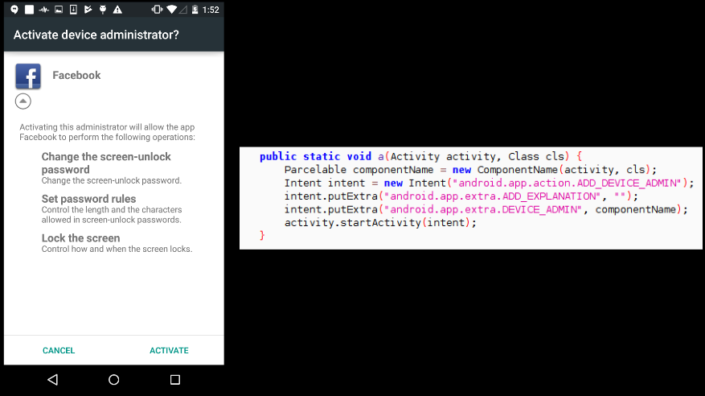 1:52
Activate device administrator?
Facebook
Activating this administrator will allow the app
Facebook to perform the following operations:
Change the screen-unlock
password
Change the screen-unlock password.
Set password rules
Control the length and the characters
allowed in screen-unlock passwords.
Lock the screen
Control how and when the screen locks.
CANCEL ACTIVATE
public static void a(Activity activity, Class cls) {
Parcelable componentName = new ComponentName(activity, cls);
Intent intent = new Intent("android.app.action.ADD_DEVICE_ADMIN");
intent.putExtra("android.app.extra.ADD_EXPLANATION", "");
intent.putExtra("android.app.extra.DEVICE_ADMIN", componentName);
activity.startActivity(intent);
}